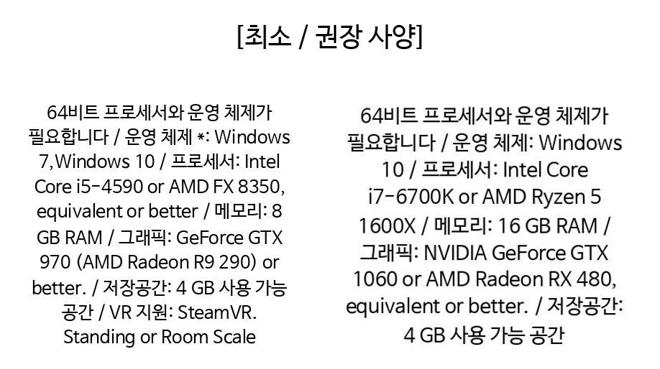 [최소 / 권장 사양]
64비트 프로세서와 운영 체제가
필요합니다 / 운영 체제 *: Windows
7,Windows 10 / 프로세서: Intel
Core i5-4590 or AMD FX 8350,
equivalent or better / 메모리: 8
GB RAM / 그래픽: GeForce GTX
970 (AMD Radeon R9 290) or
better. / 저장공간: 4 GB 사용 가능
공간 / VR 지원: SteamVR.
Standing or Room Scale
64비트 프로세서와 운영 체제가
필요합니다 / 운영 체제: Windows
10 / 프로세서: Intel Core
i7-6700K or AMD Ryzen 5
1600X / 메모리: 16 GB RAM /
그래픽: NVIDIA GeForce GTX
1060 or AMD Radeon RX 480,
equivalent or better. / 저장공간:
4 GB 사용 가능 공간